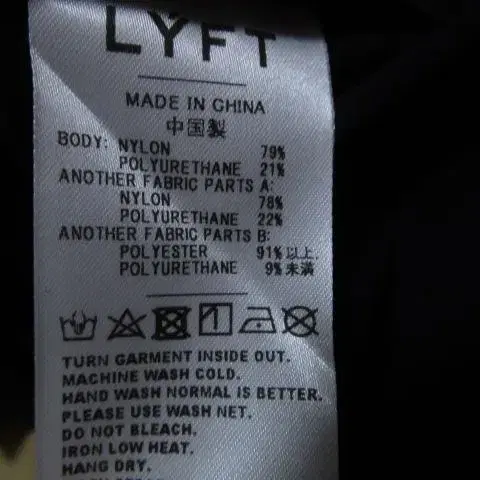 LYFT
MADE IN CHINA
中国製
BODY: NYLON 79%
POLYURETHANE 21%
ANOTHER FABRIC PARTS A:
NYLON 78%
POLYURETHANE 22%
ANOTHER FABRIC PARTS B:
POLYESTER 91%以上
POLYURETHANE 9%未満
TURN GARMENT INSIDE OUT.
MACHINE WASH COLD.
HAND WASH NORMAL IS BETTER.
PLEASE USE WASH NET.
DO NOT BLEACH.
IRON LOW HEAT.
HANG DRY.